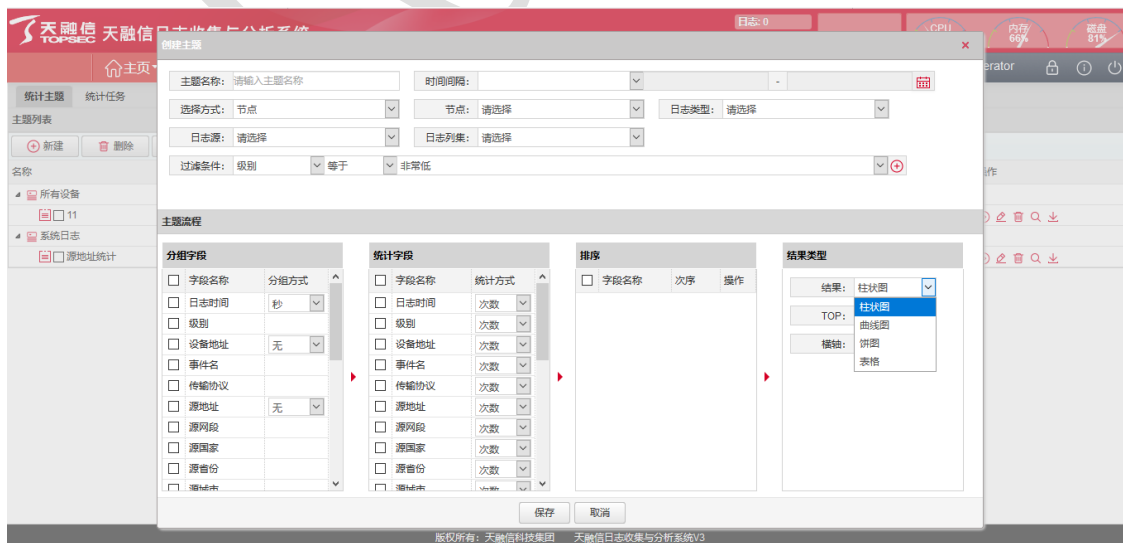 天融信 TOPSEC 天融信日志收集与分析系统 日志: 0 CPU 内存 66% 磁盘 81%
创建主题 ×
主页 erator
统计主题 统计任务
主题列表
新建 删除
名称 操作
所有设备
11
系统日志
源地址统计
主题名称: 请输入主题名称 时间间隔: -
选择方式: 节点 节点: 请选择 日志类型: 请选择
日志源: 请选择 日志列集: 请选择
过滤条件: 级别 等于 非常低
主题流程
分组字段 统计字段 排序 结果类型
字段名称 分组方式 字段名称 统计方式 字段名称 次序 操作 结果: 柱状图
日志时间 秒 日志时间 次数 柱状图
级别 级别 次数 TOP: 曲线图
设备地址 无 设备地址 次数 横轴: 饼图
事件名 事件名 次数 表格
传输协议 传输协议 次数
源地址 无 源地址 次数
源网段 源网段 次数
源国家 源国家 次数
源省份 源省份 次数
源城市 源城市 次数
保存 取消
版权所有: 天融信科技集团 天融信日志收集与分析系统V3